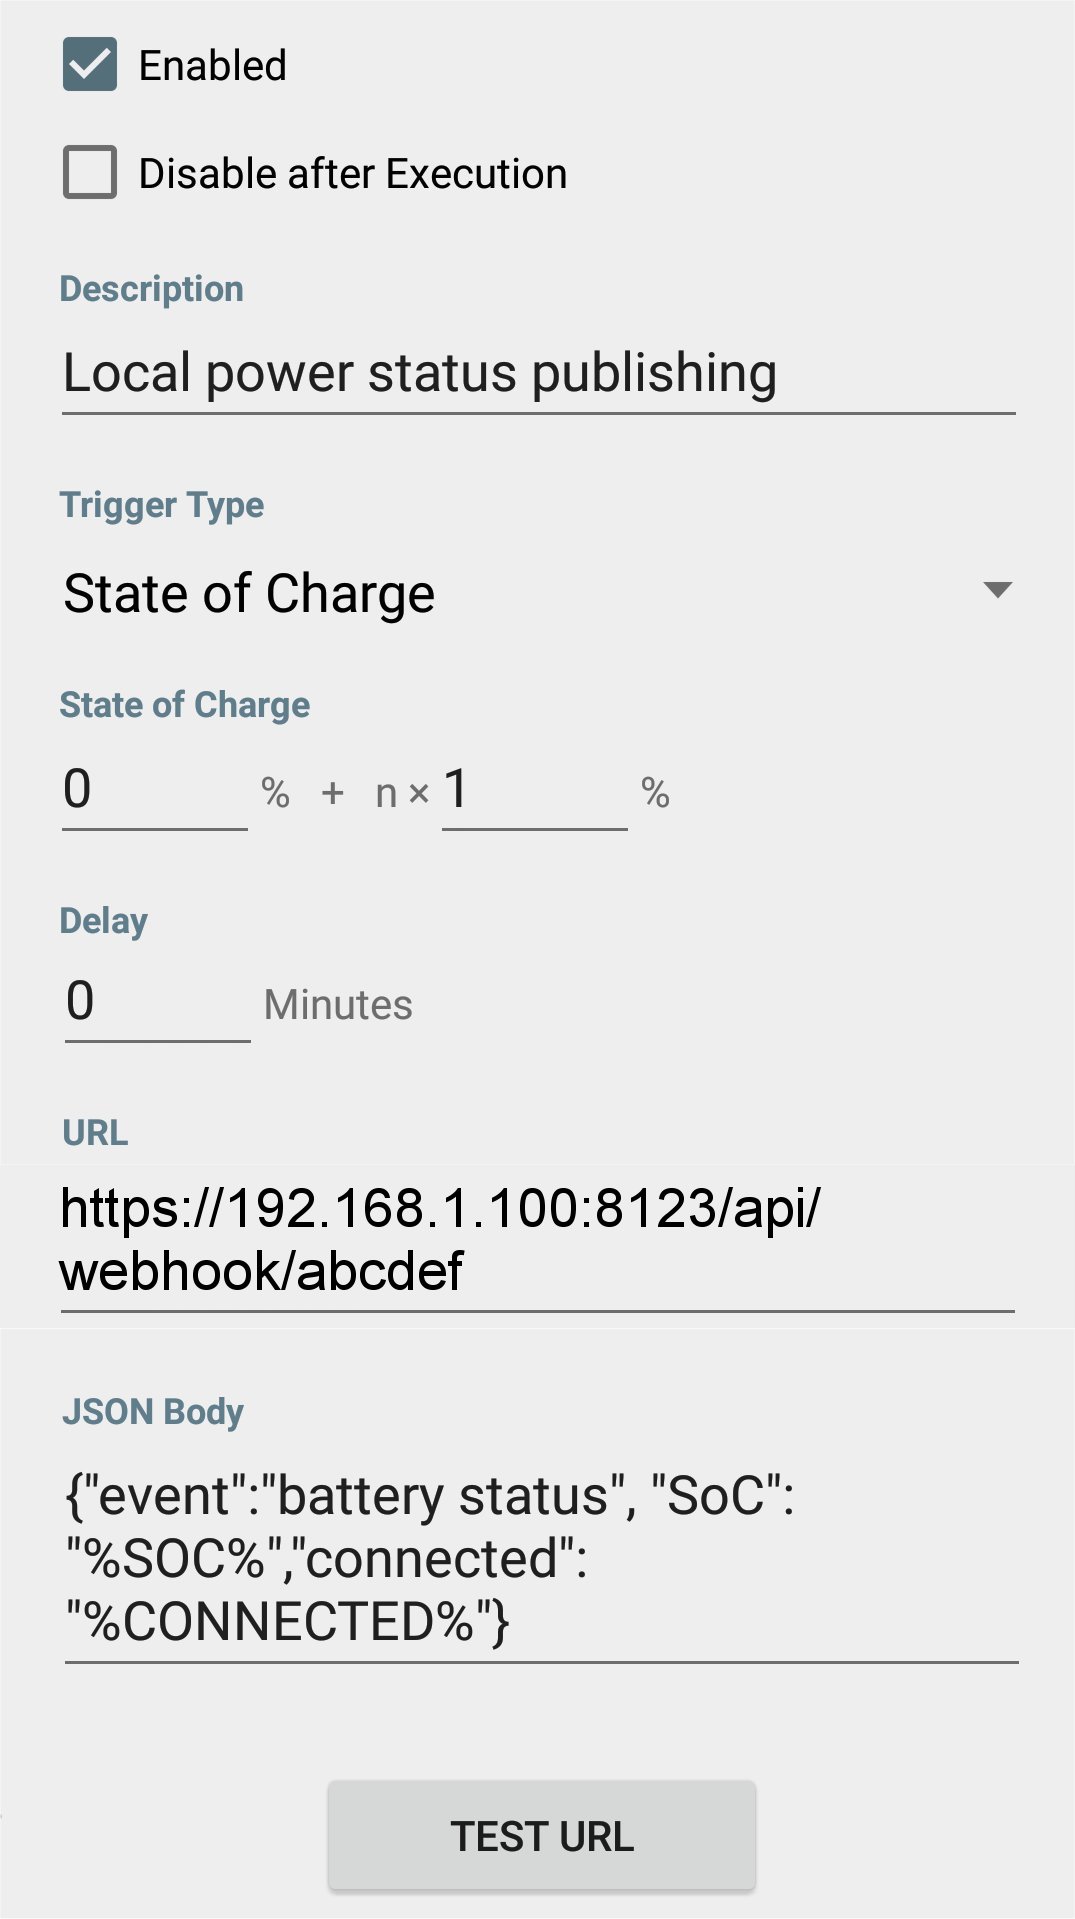 Enabled
Disable after Execution
Description
Local power status publishing
Trigger Type
State of Charge
State of Charge
0 % + n × 1 %
Delay
0 Minutes
URL
https://192.168.1.100:8123/api/
webhook/abcdef
JSON Body
{"event":"battery status", "SoC":
"%SOC%","connected":
"%CONNECTED%"}
TEST URL